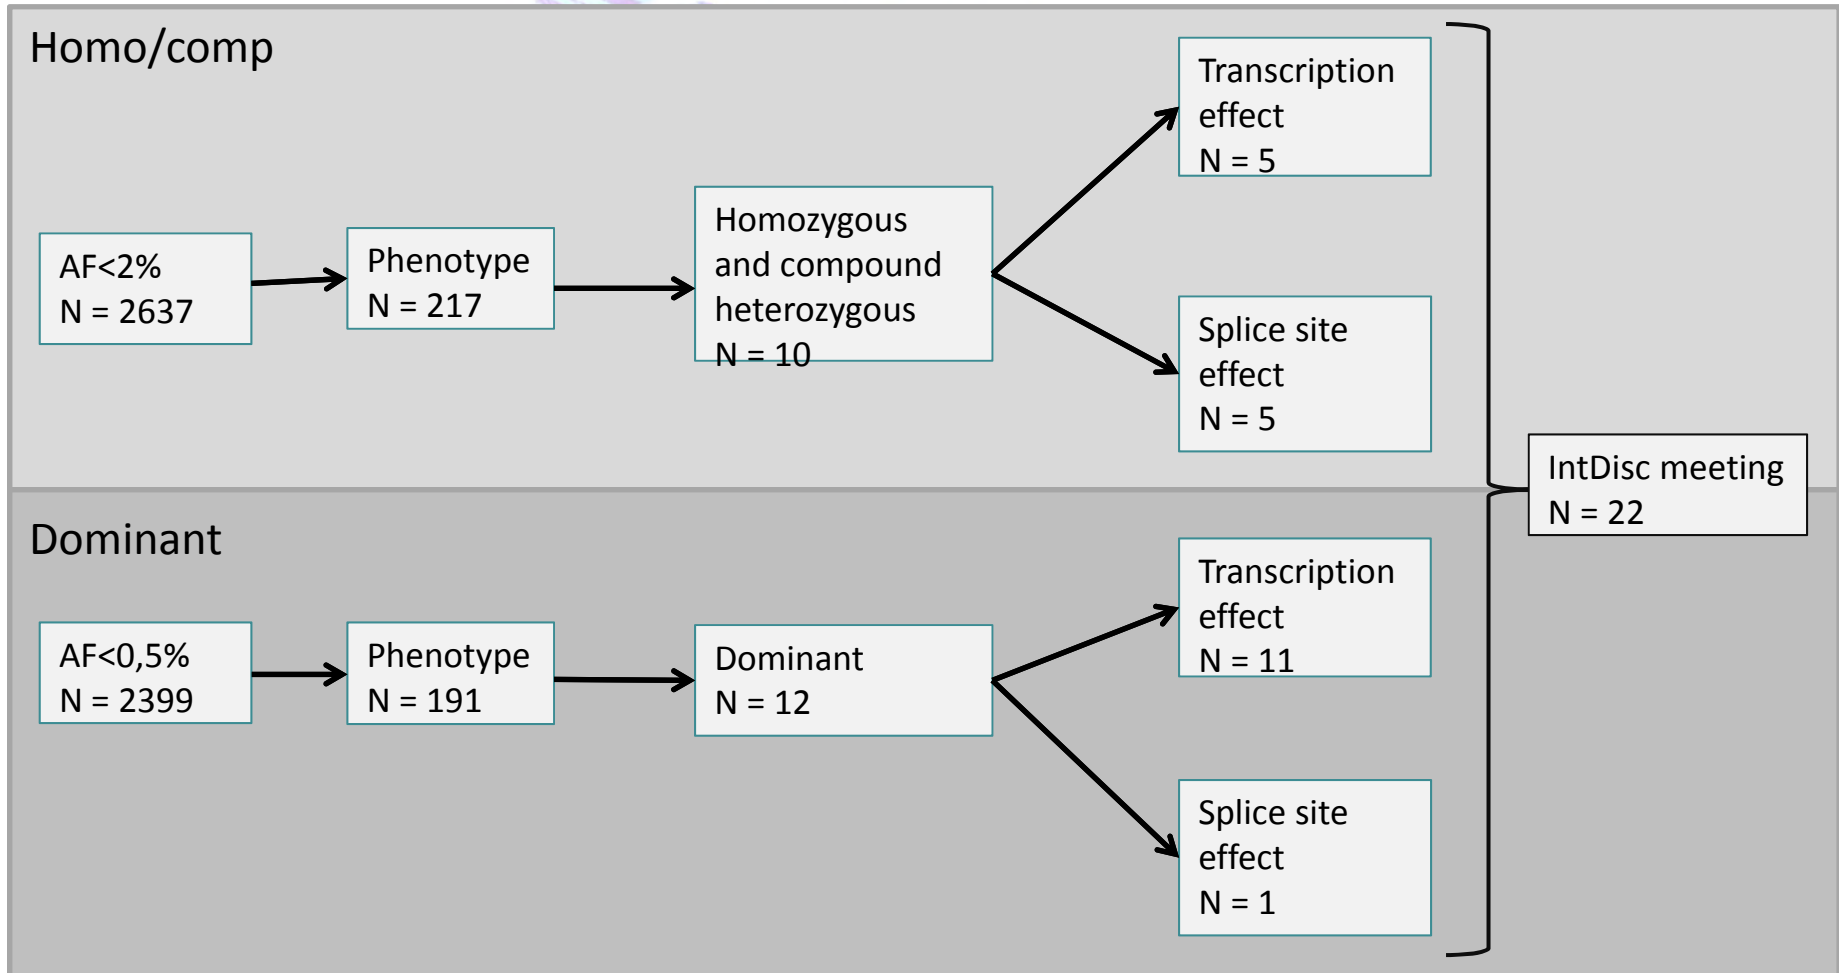 Homo/comp
AF<2%
N = 2637
Phenotype
N = 217
Homozygous
and compound
heterozygous
N = 10
Transcription
effect
N = 5
Splice site
effect
N = 5
IntDisc meeting
N = 22
Dominant
AF<0,5%
N = 2399
Phenotype
N = 191
Dominant
N = 12
Transcription
effect
N = 11
Splice site
effect
N = 1